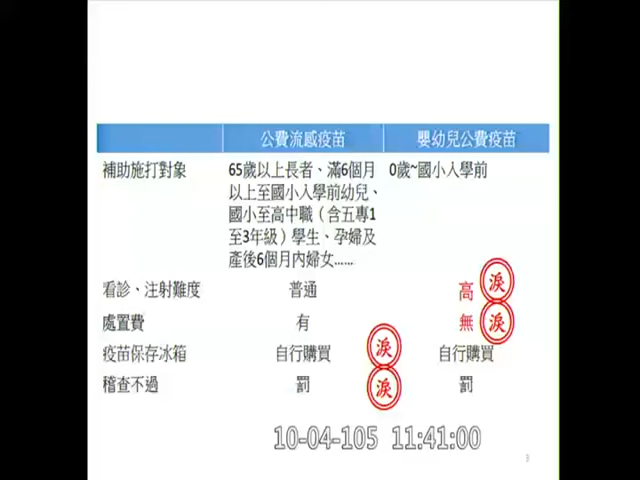 公費流感疫苗 嬰幼兒公費疫苗
補助施打對象 65歲以上長者、滿6個月 0歲~國小入學前
以上至國小入學前幼兒、
國小至高中職（含五專1
至3年級）學生、孕婦及
產後6個月內婦女......
看診、注射難度 普通 高 淚
處置費 有 無 淚
疫苗保存冰箱 自行購買 淚 自行購買
稽查不過 罰 淚 罰
10-04-105 11:41:00
3